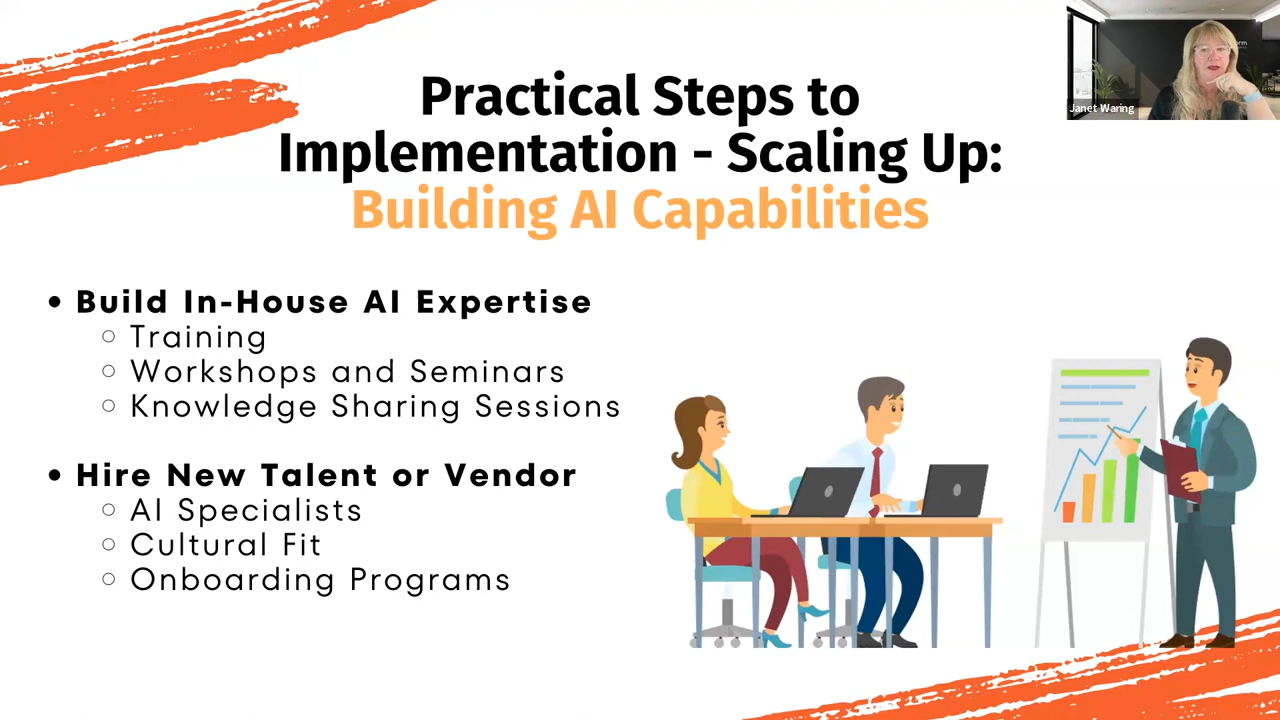 Practical Steps to
Implementation - Scaling Up:
Building AI Capabilities
Janet Waring
• Build In-House AI Expertise
○ Training
○ Workshops and Seminars
○ Knowledge Sharing Sessions
• Hire New Talent or Vendor
○ AI Specialists
○ Cultural Fit
○ Onboarding Programs